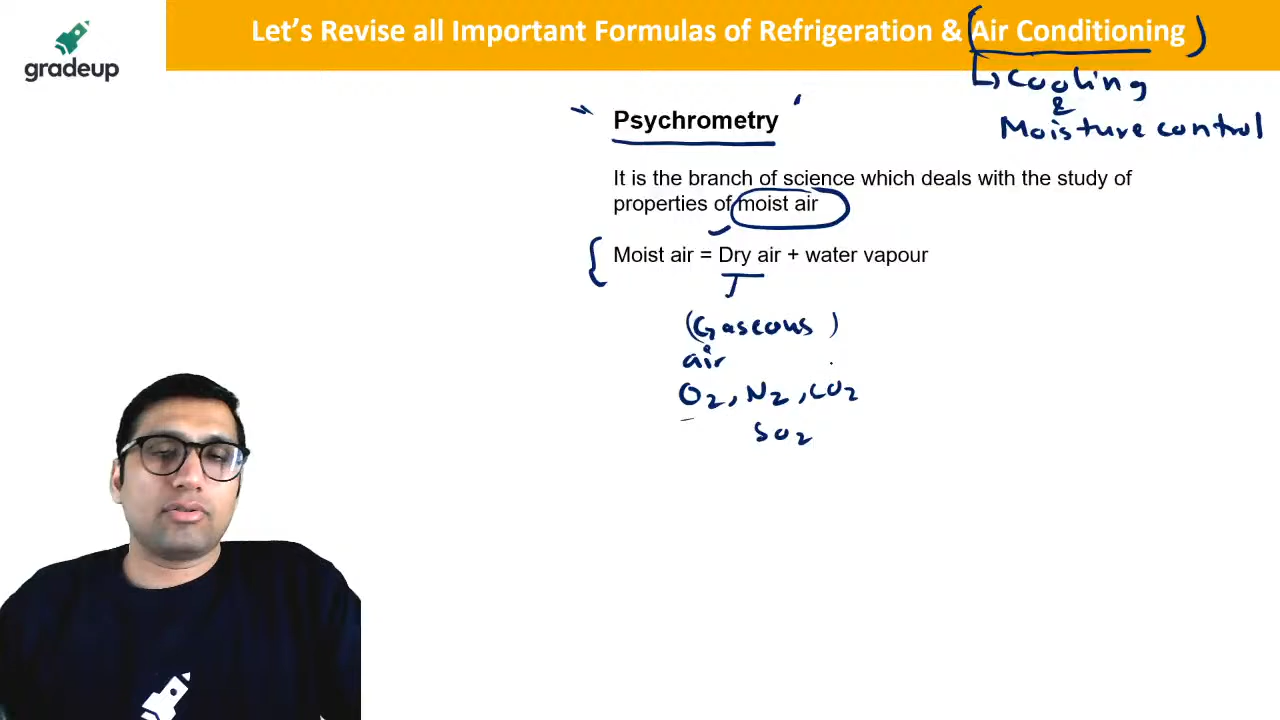 Let's Revise all Important Formulas of Refrigeration & (Air Conditioning)
gradeup
↳ Cooling
&
Moisture control
Psychrometry
It is the branch of science which deals with the study of
properties of moist air
Moist air = Dry air + water vapour
(Gaseous)
air
O2, N2, CO2
SO2